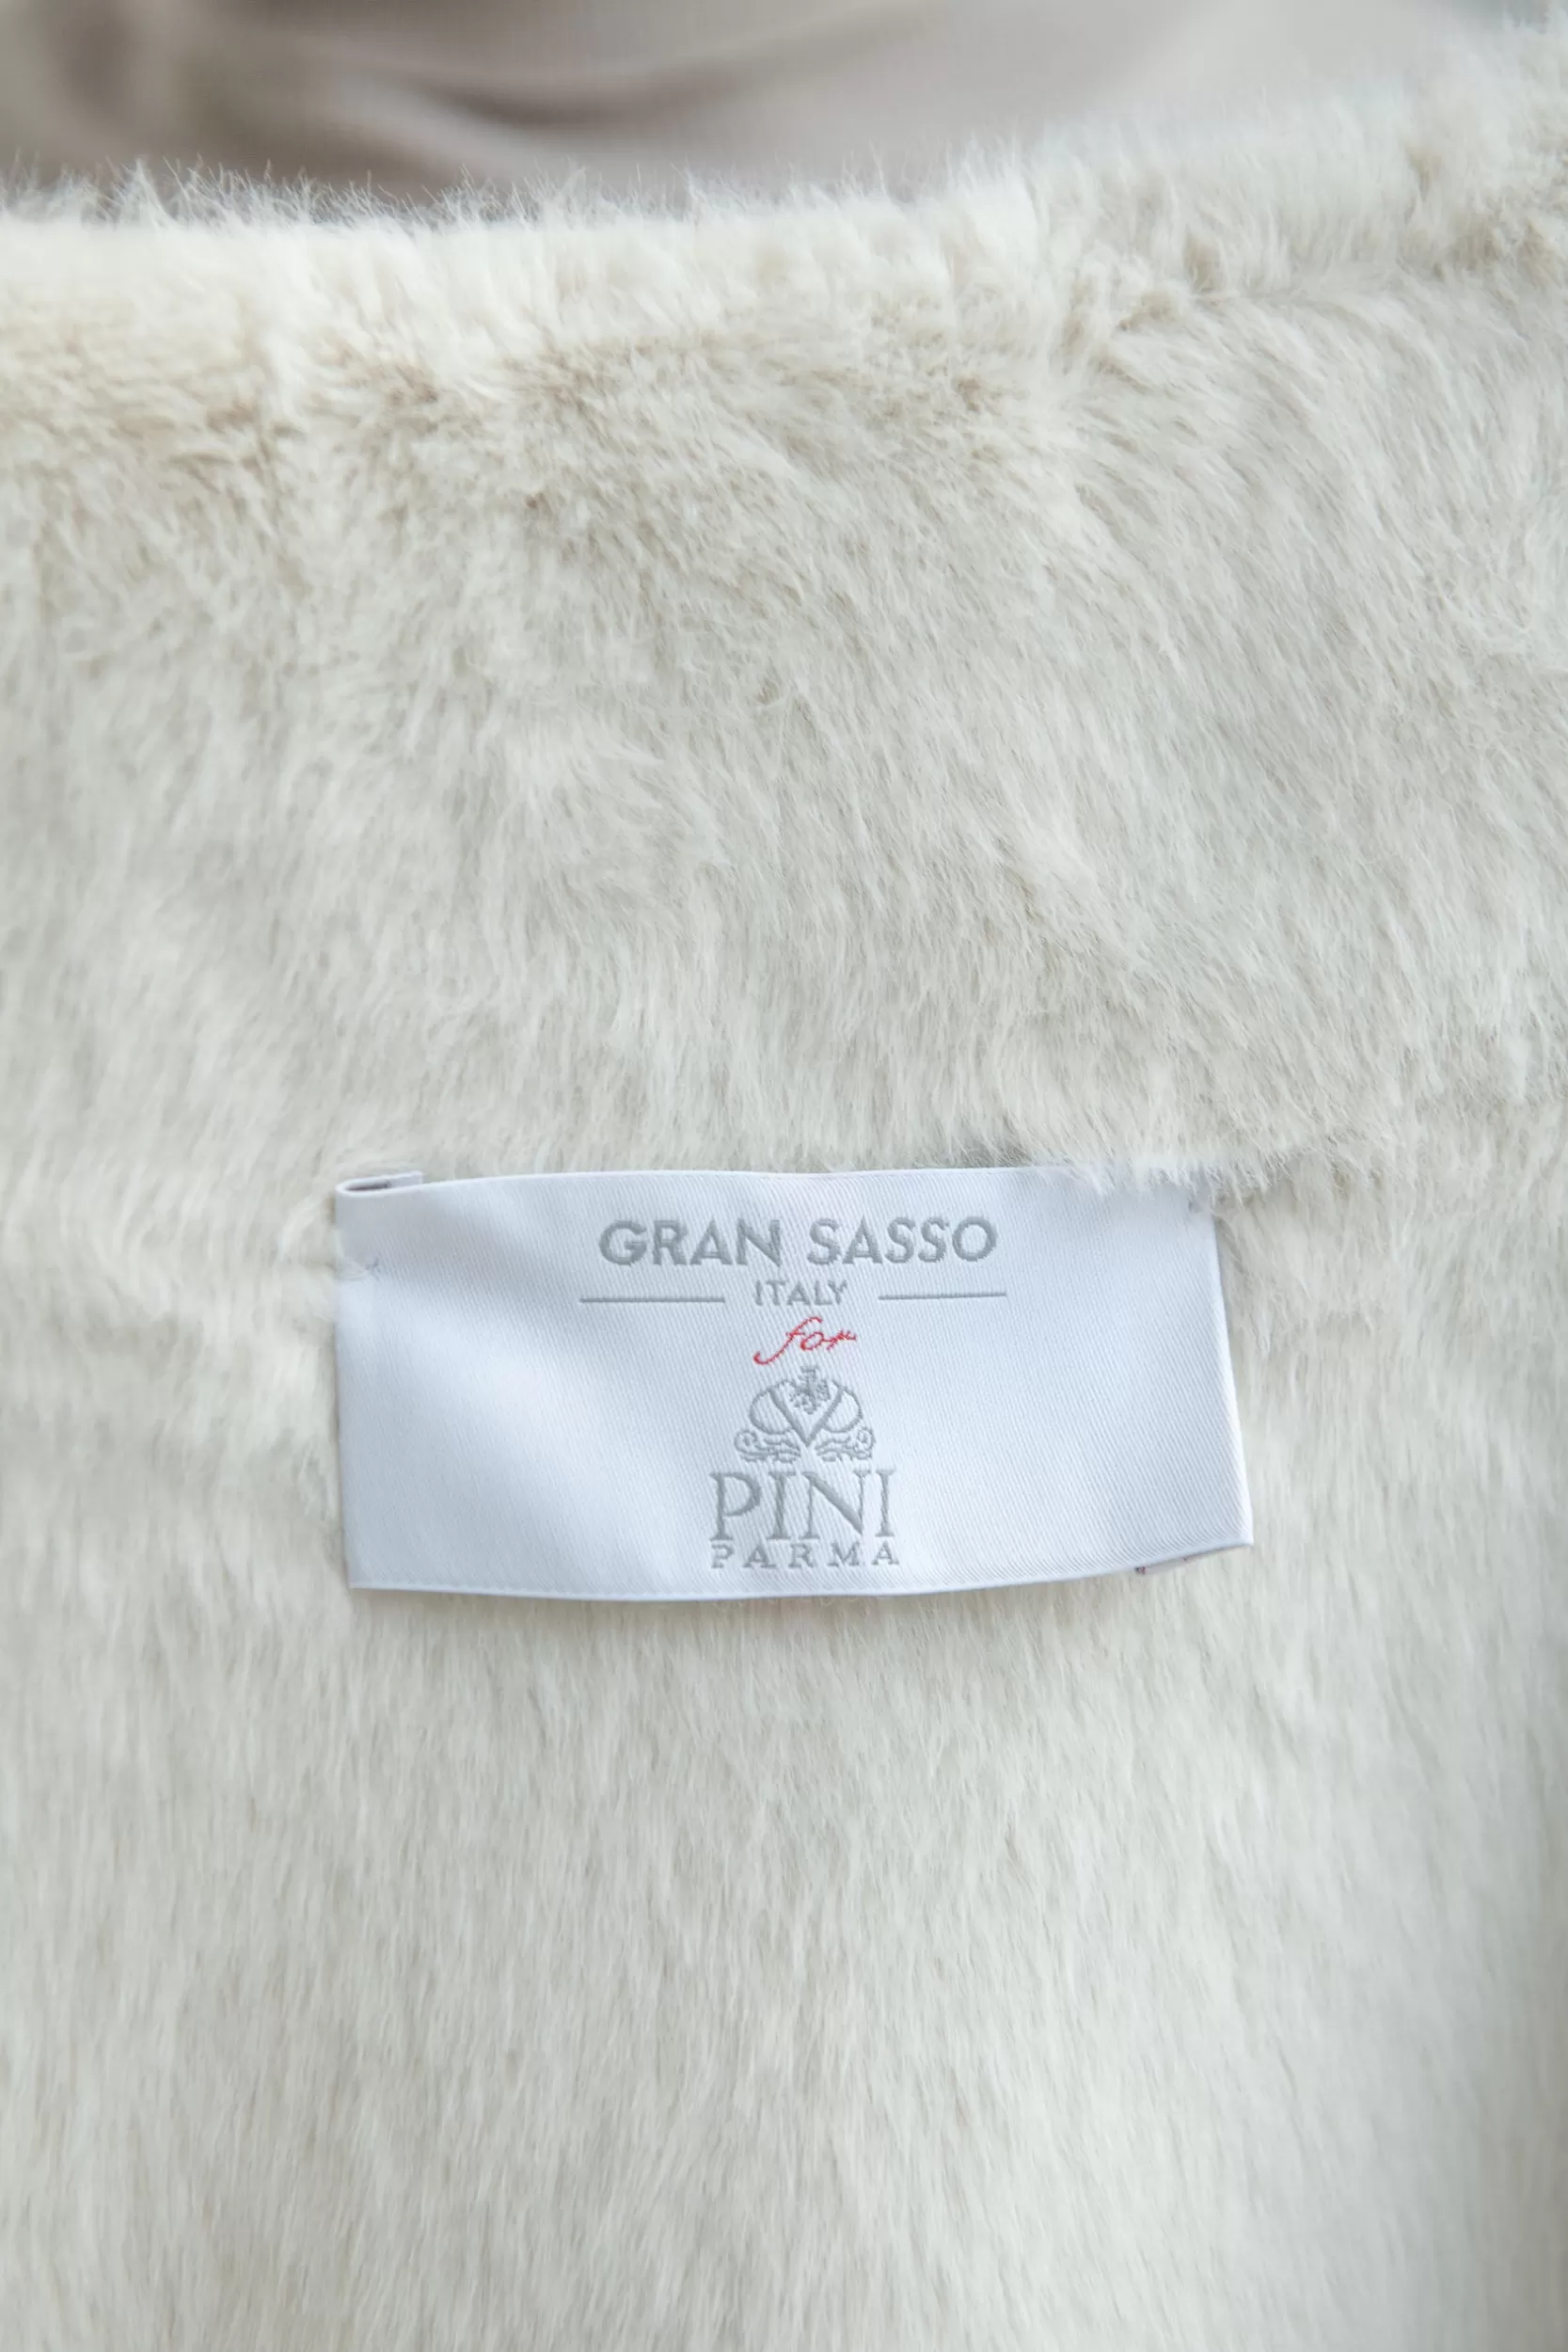 GRAN SASSO
ITALY
for
PINI
PARMA